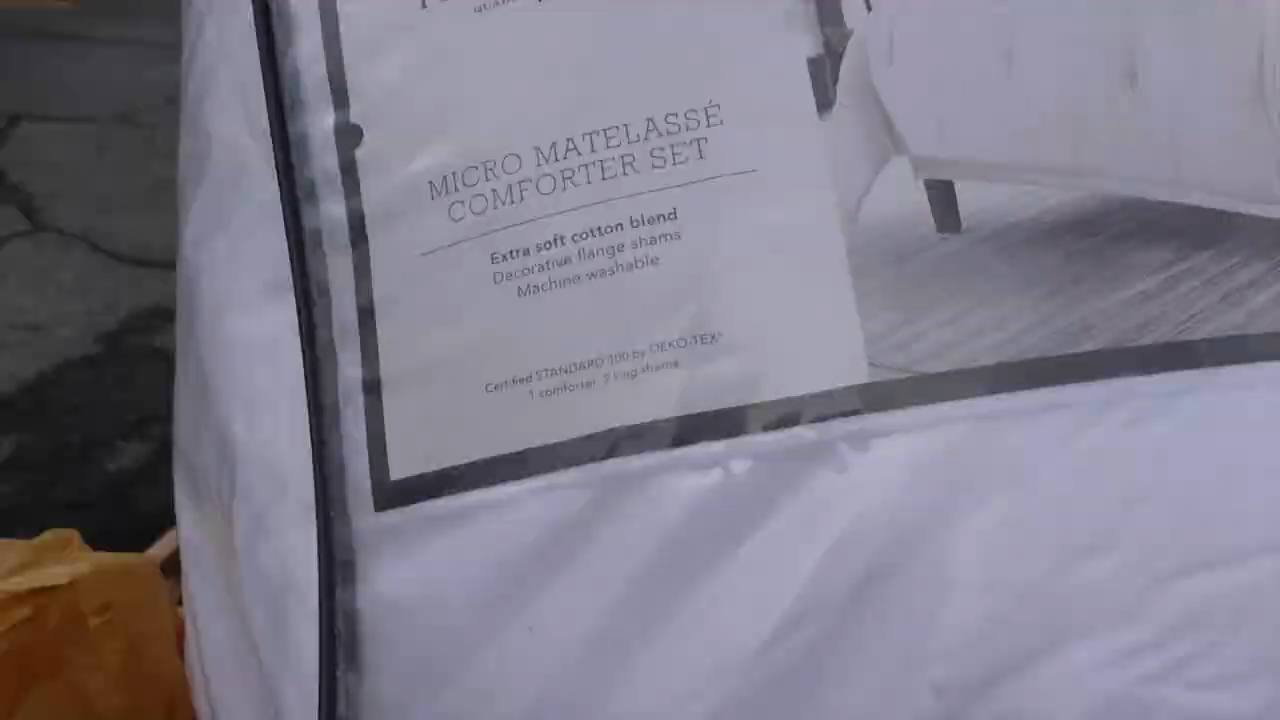 MICRO MATELASSÉ
COMFORTER SET
Extra soft cotton blend
Decorative flange shams
Machine washable
Certified STANDARD 100 by OEKO-TEX®
1 comforter, 2 king shams